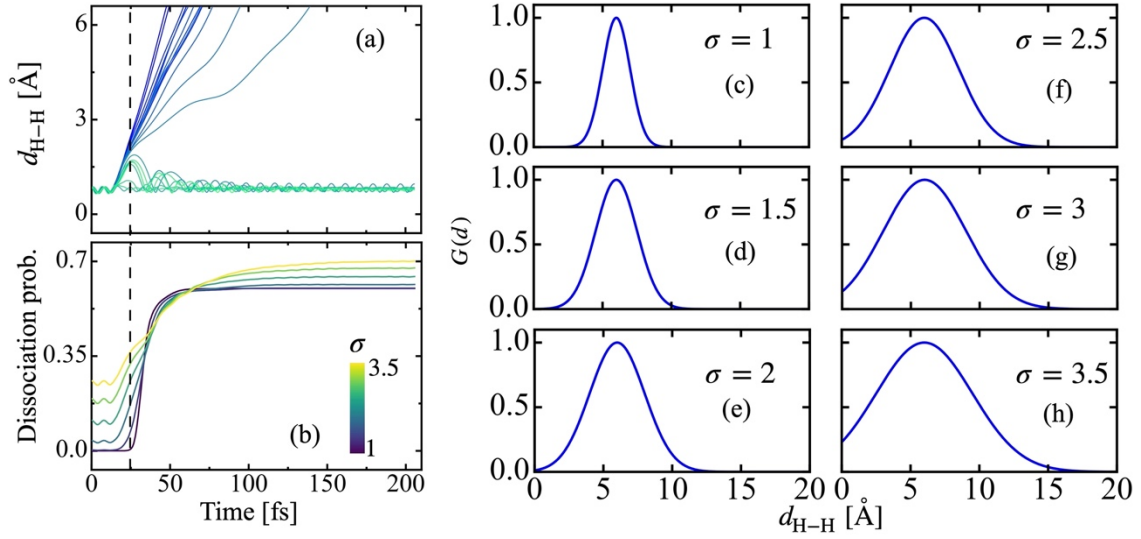 6
3
0
d_H−H [Å]
(a)
0.7
0.35
0.0
Dissociation prob.
σ
3.5
1
(b)
0 50 100 150 200
Time [fs]
G(d)
1.0
0.5
0.0
σ = 1
(c)
1.0
0.5
0.0
σ = 1.5
(d)
1.0
0.5
0.0
σ = 2
(e)
0 5 10 15 20
σ = 2.5
(f)
σ = 3
(g)
σ = 3.5
(h)
0 5 10 15 20
d_H−H [Å]